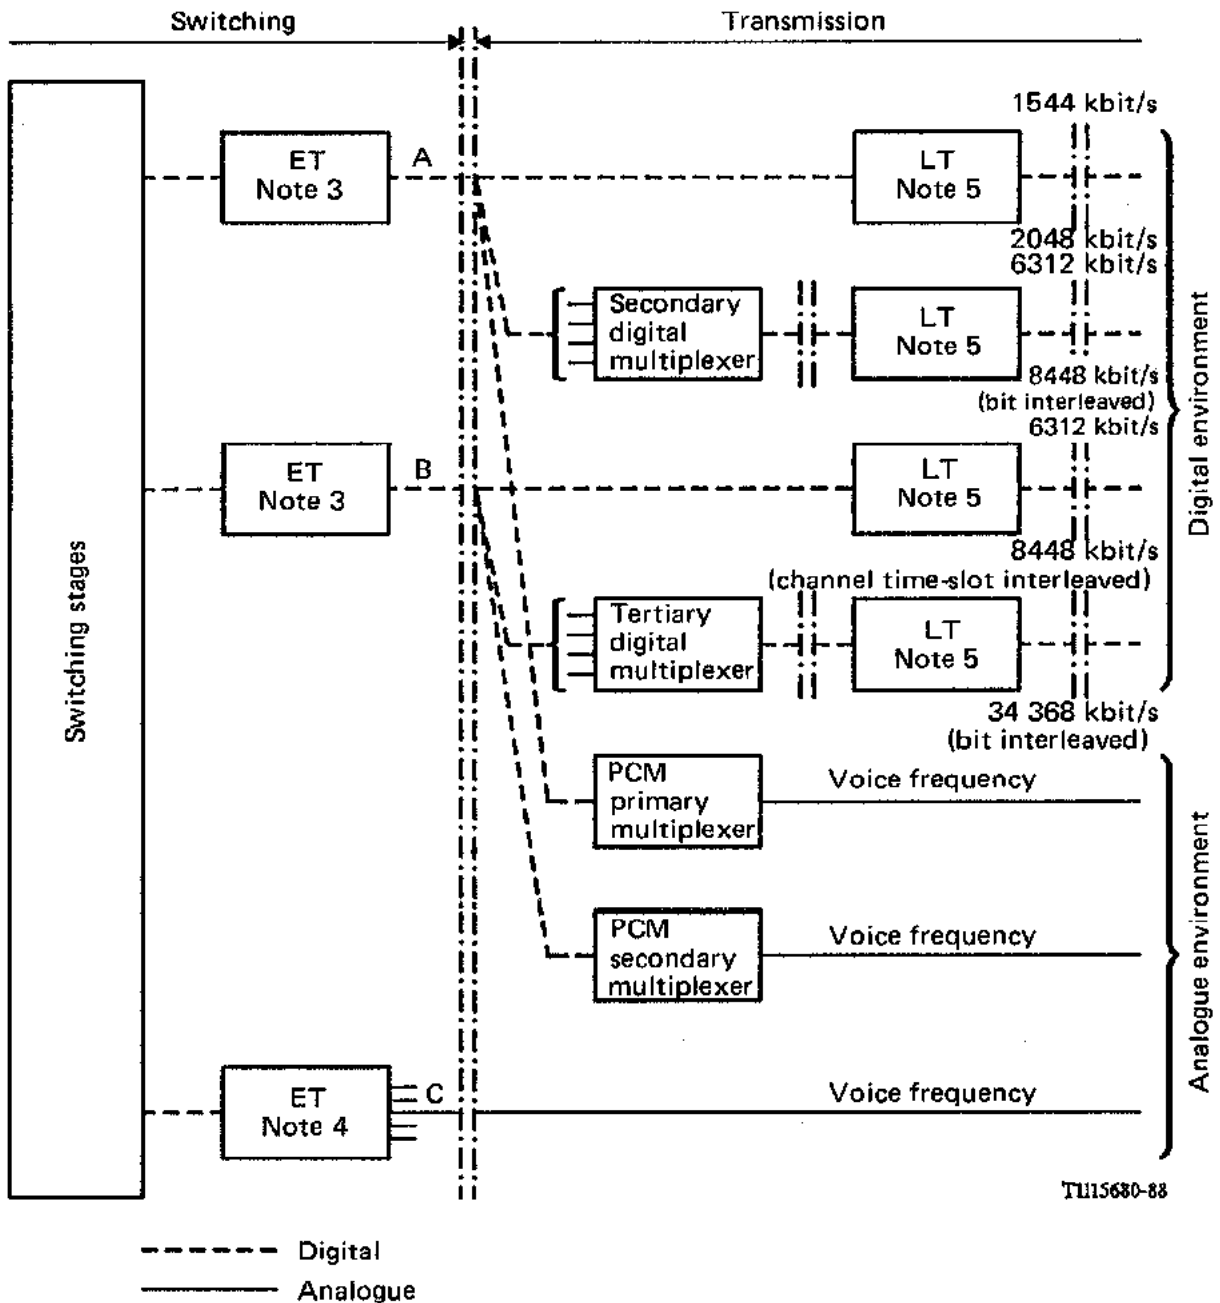 Switching
Transmission
1544 kbit/s
ET
Note 3
A
LT
Note 5
2048 kbit/s
6312 kbit/s
Secondary
digital
multiplexer
LT
Note 5
8448 kbit/s
(bit interleaved)
6312 kbit/s
ET
Note 3
B
LT
Note 5
8448 kbit/s
(channel time-slot interleaved)
Tertiary
digital
multiplexer
LT
Note 5
34 368 kbit/s
(bit interleaved)
Digital environment
Switching stages
PCM
primary
multiplexer
Voice frequency
PCM
secondary
multiplexer
Voice frequency
Analogue environment
ET
Note 4
C
Voice frequency
T1115680-88
Digital
Analogue